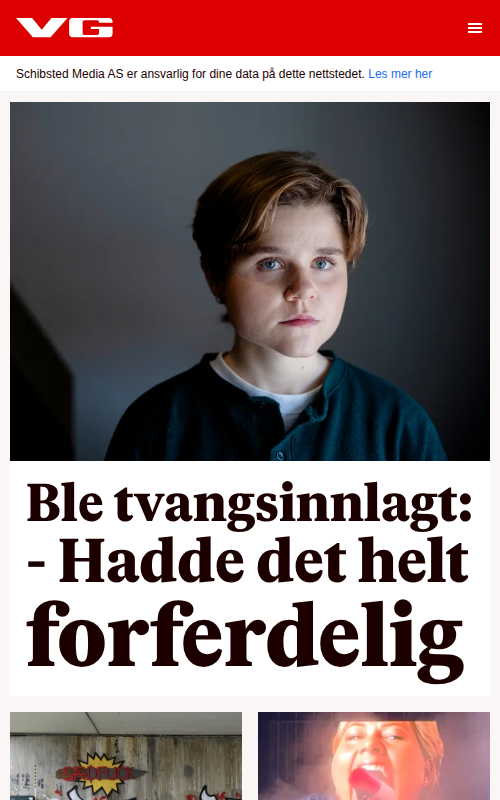 VG
Schibsted Media AS er ansvarlig for dine data på dette nettstedet. Les mer her
Ble tvangsinnlagt:
- Hadde det helt
forferdelig